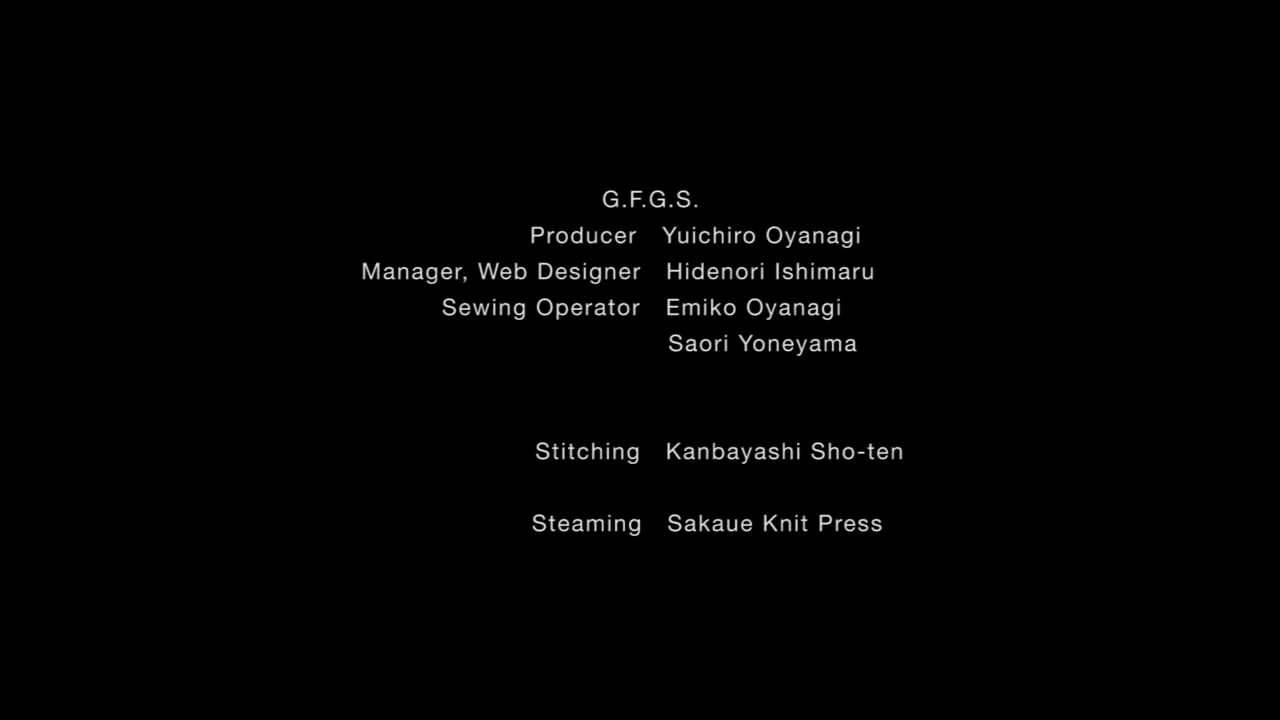 G.F.G.S.
Producer Yuichiro Oyanagi
Manager, Web Designer Hidenori Ishimaru
Sewing Operator Emiko Oyanagi
Saori Yoneyama
Stitching Kanbayashi Sho-ten
Steaming Sakaue Knit Press